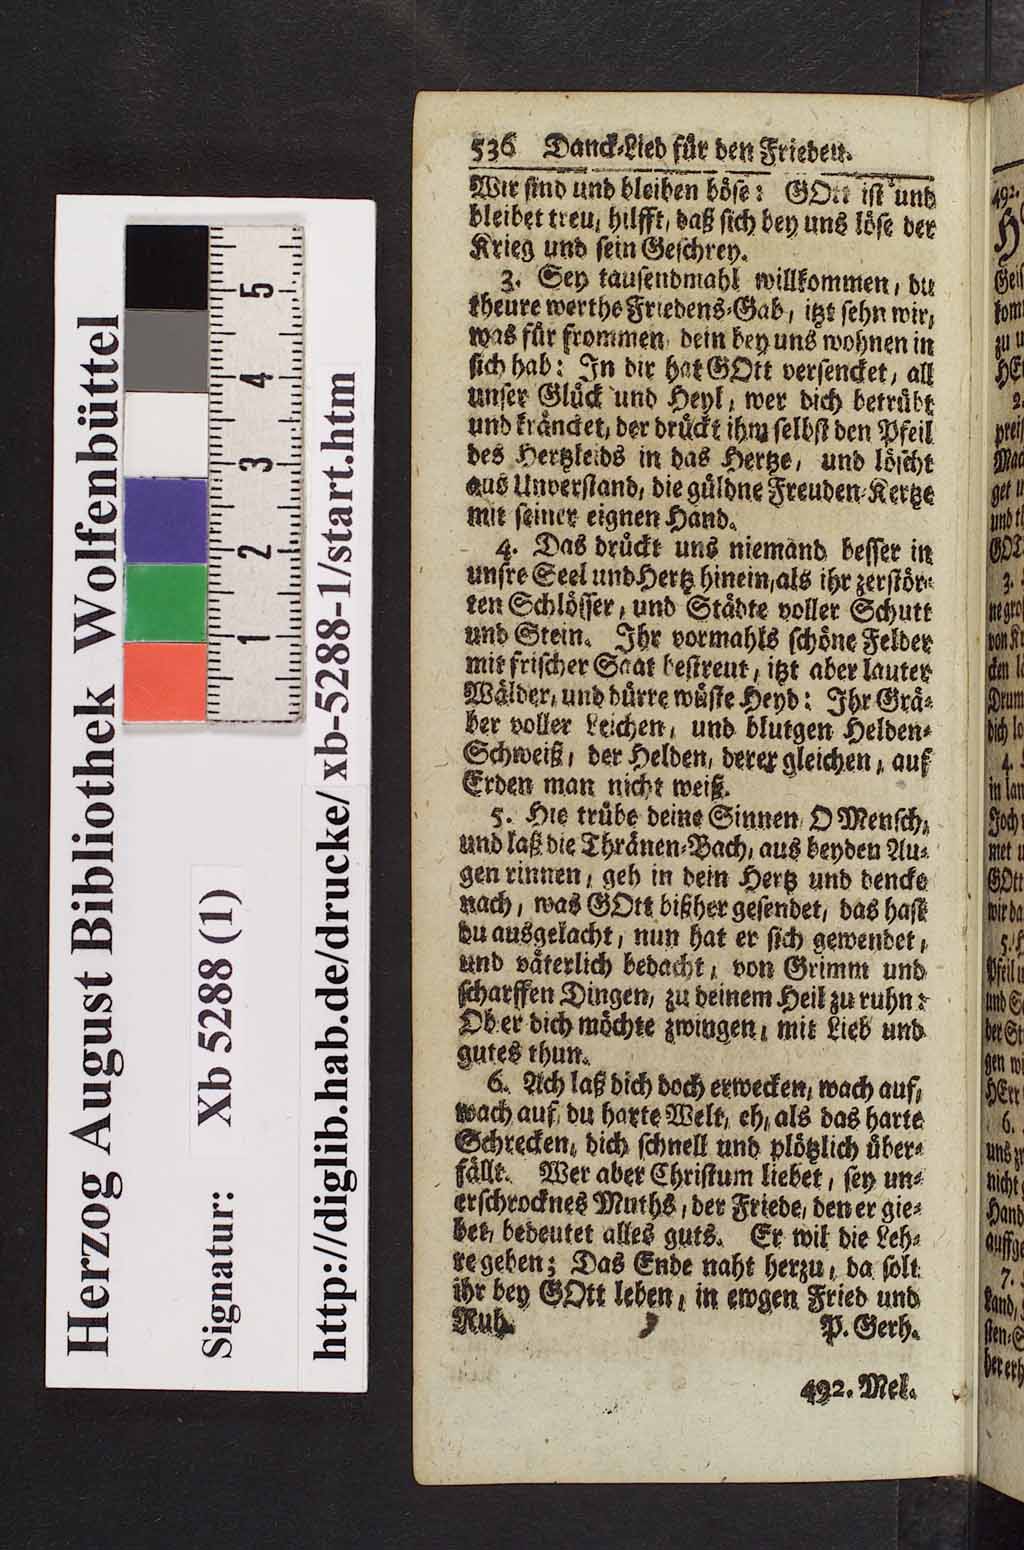 Herzog August Bibliothek Wolfenbüttel
Signatur: Xb 5288 (1)
http://diglib.hab.de/drucke/ xb-5288-1/start.htm
1
2
3
4
5
536 Danck-Lied für den Frieden.
Wir sind und bleiben böse: GOtt ist und
bleibet treu, hilfft, daß sich bey uns löse der
Krieg und sein Geschrey.
3. Sey tausendmahl willkommen, du
theure werthe Friedens-Gab, itzt sehn wir,
was für frommen, dein bey uns wohnen in
sich hab: In dir hat GOtt versencket, all
unser Glück und Heyl, wer dich betrübt
und kräncket, der drückt ihm selbst den Pfeil
des Hertzleids in das Hertze, und löscht
aus Unverstand, die güldne Freuden-Kertze
mit seiner eignen Hand.
4. Das drückt uns niemand besser in
unsre Seel und Hertz hinein, als ihr zerstör-
ten Schlösser, und Städte voller Schutt
und Stein. Ihr vormahls schöne Felder
mit frischer Saat bestreut, itzt aber lauter
Wälder, und dürre wüste Heyd: Ihr Grä-
ber voller Leichen, und blutgen Helden-
Schweiß, der Helden, derer gleichen, auf
Erden man nicht weiß.
5. Hie trübe deine Sinnen, O Mensch,
und laß die Thränen-Bach, aus beyden Au-
gen rinnen, geh in dein Hertz und dencke
nach, was GOtt bißher gesendet, das hast
du ausgelacht, nun hat er sich gewendet,
und väterlich bedacht, von Grimm und
scharffen Dingen, zu deinem Heil zu ruhn:
Ob er dich möchte zwingen, mit Lieb und
gutes thun.
6. Ach laß dich doch erwecken, wach auf,
wach auf, du harte Welt, eh, als das harte
Schrecken, dich schnell und plötzlich über-
fällt. Wer aber Christum liebet, sey un-
erschrocknes Muths, der Friede, den er gie-
bet, bedeutet alles guts. Er wil die Leh-
re geben; Das Ende naht herzu, da solt
ihr bey GOtt leben, in ewgen Fried und
Ruh. P. Gerh.
492. Mel.